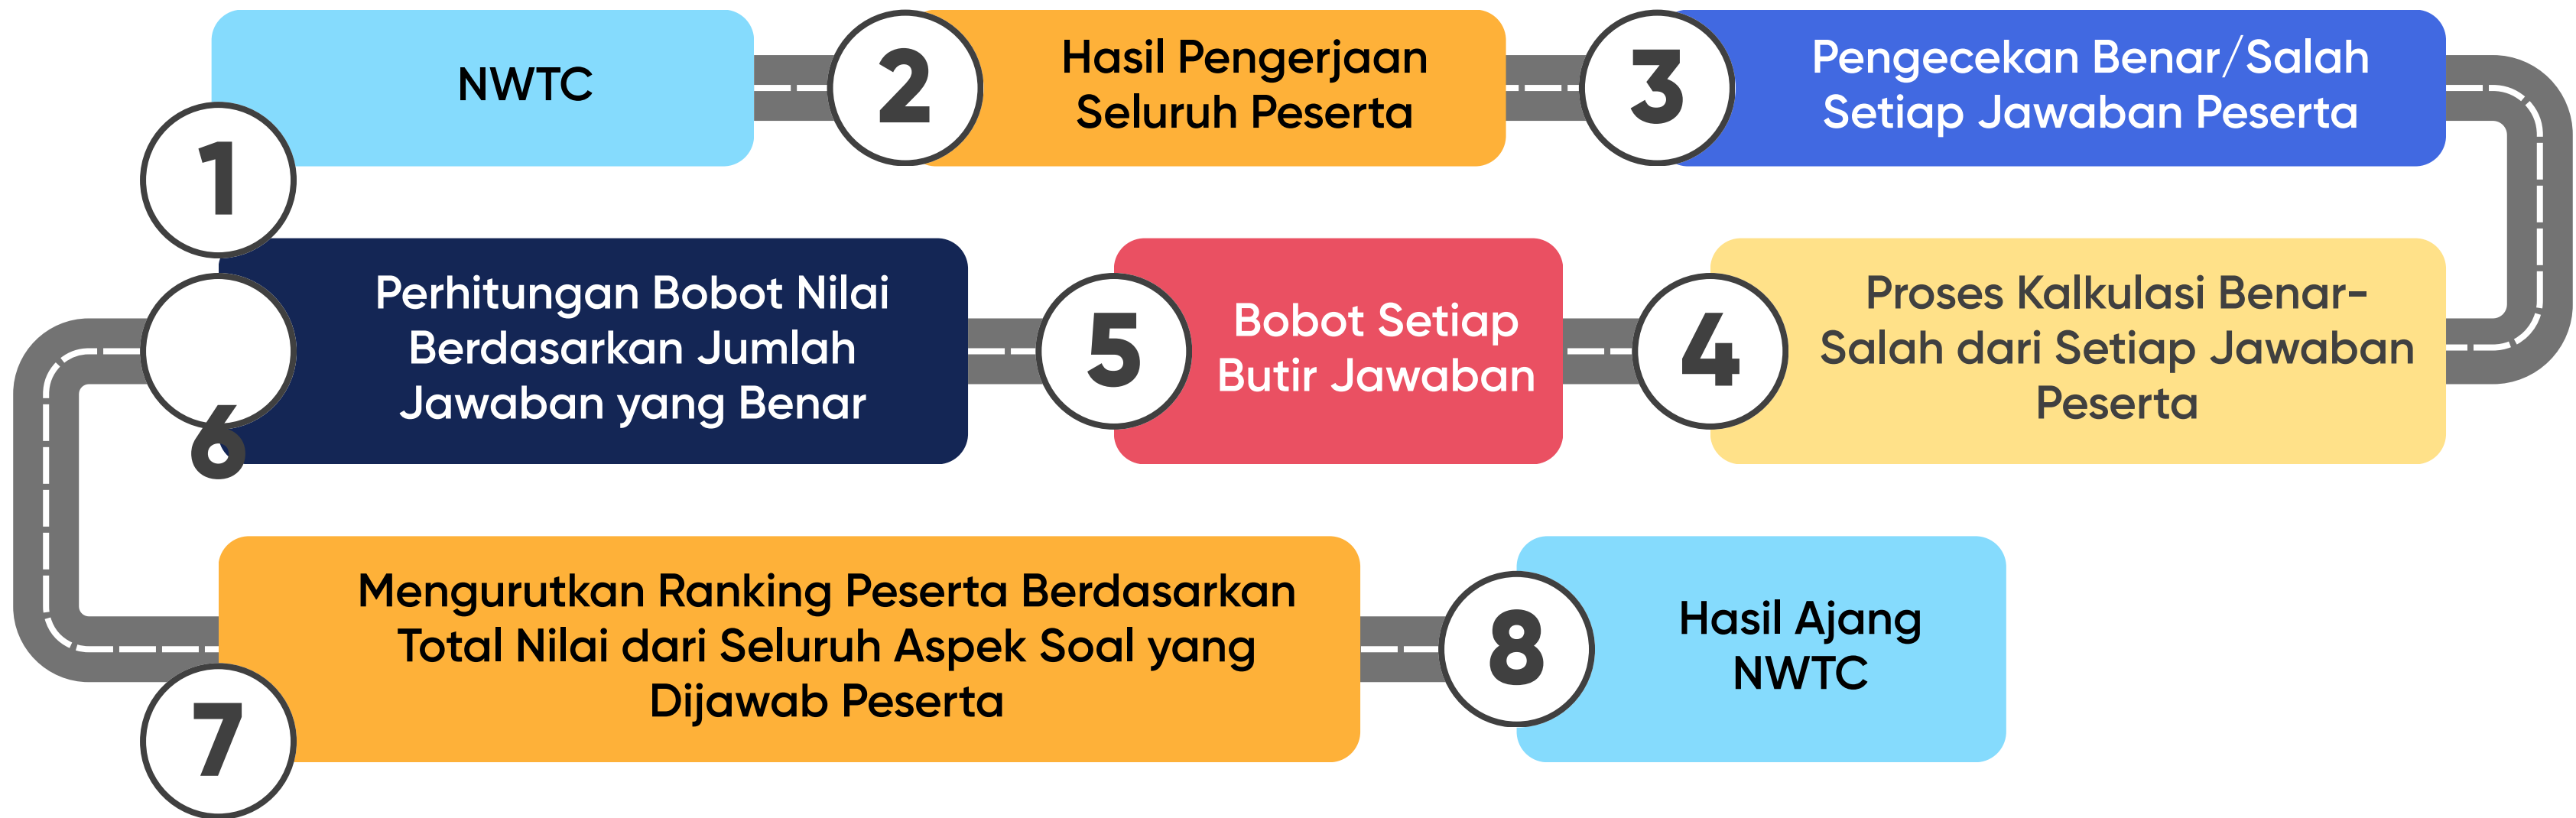 1
NWTC
2
Hasil Pengerjaan
Seluruh Peserta
3
Pengecekan Benar/Salah
Setiap Jawaban Peserta
4
Proses Kalkulasi Benar-
Salah dari Setiap Jawaban
Peserta
5
Bobot Setiap
Butir Jawaban
6
Perhitungan Bobot Nilai
Berdasarkan Jumlah
Jawaban yang Benar
7
Mengurutkan Ranking Peserta Berdasarkan
Total Nilai dari Seluruh Aspek Soal yang
Dijawab Peserta
8
Hasil Ajang
NWTC